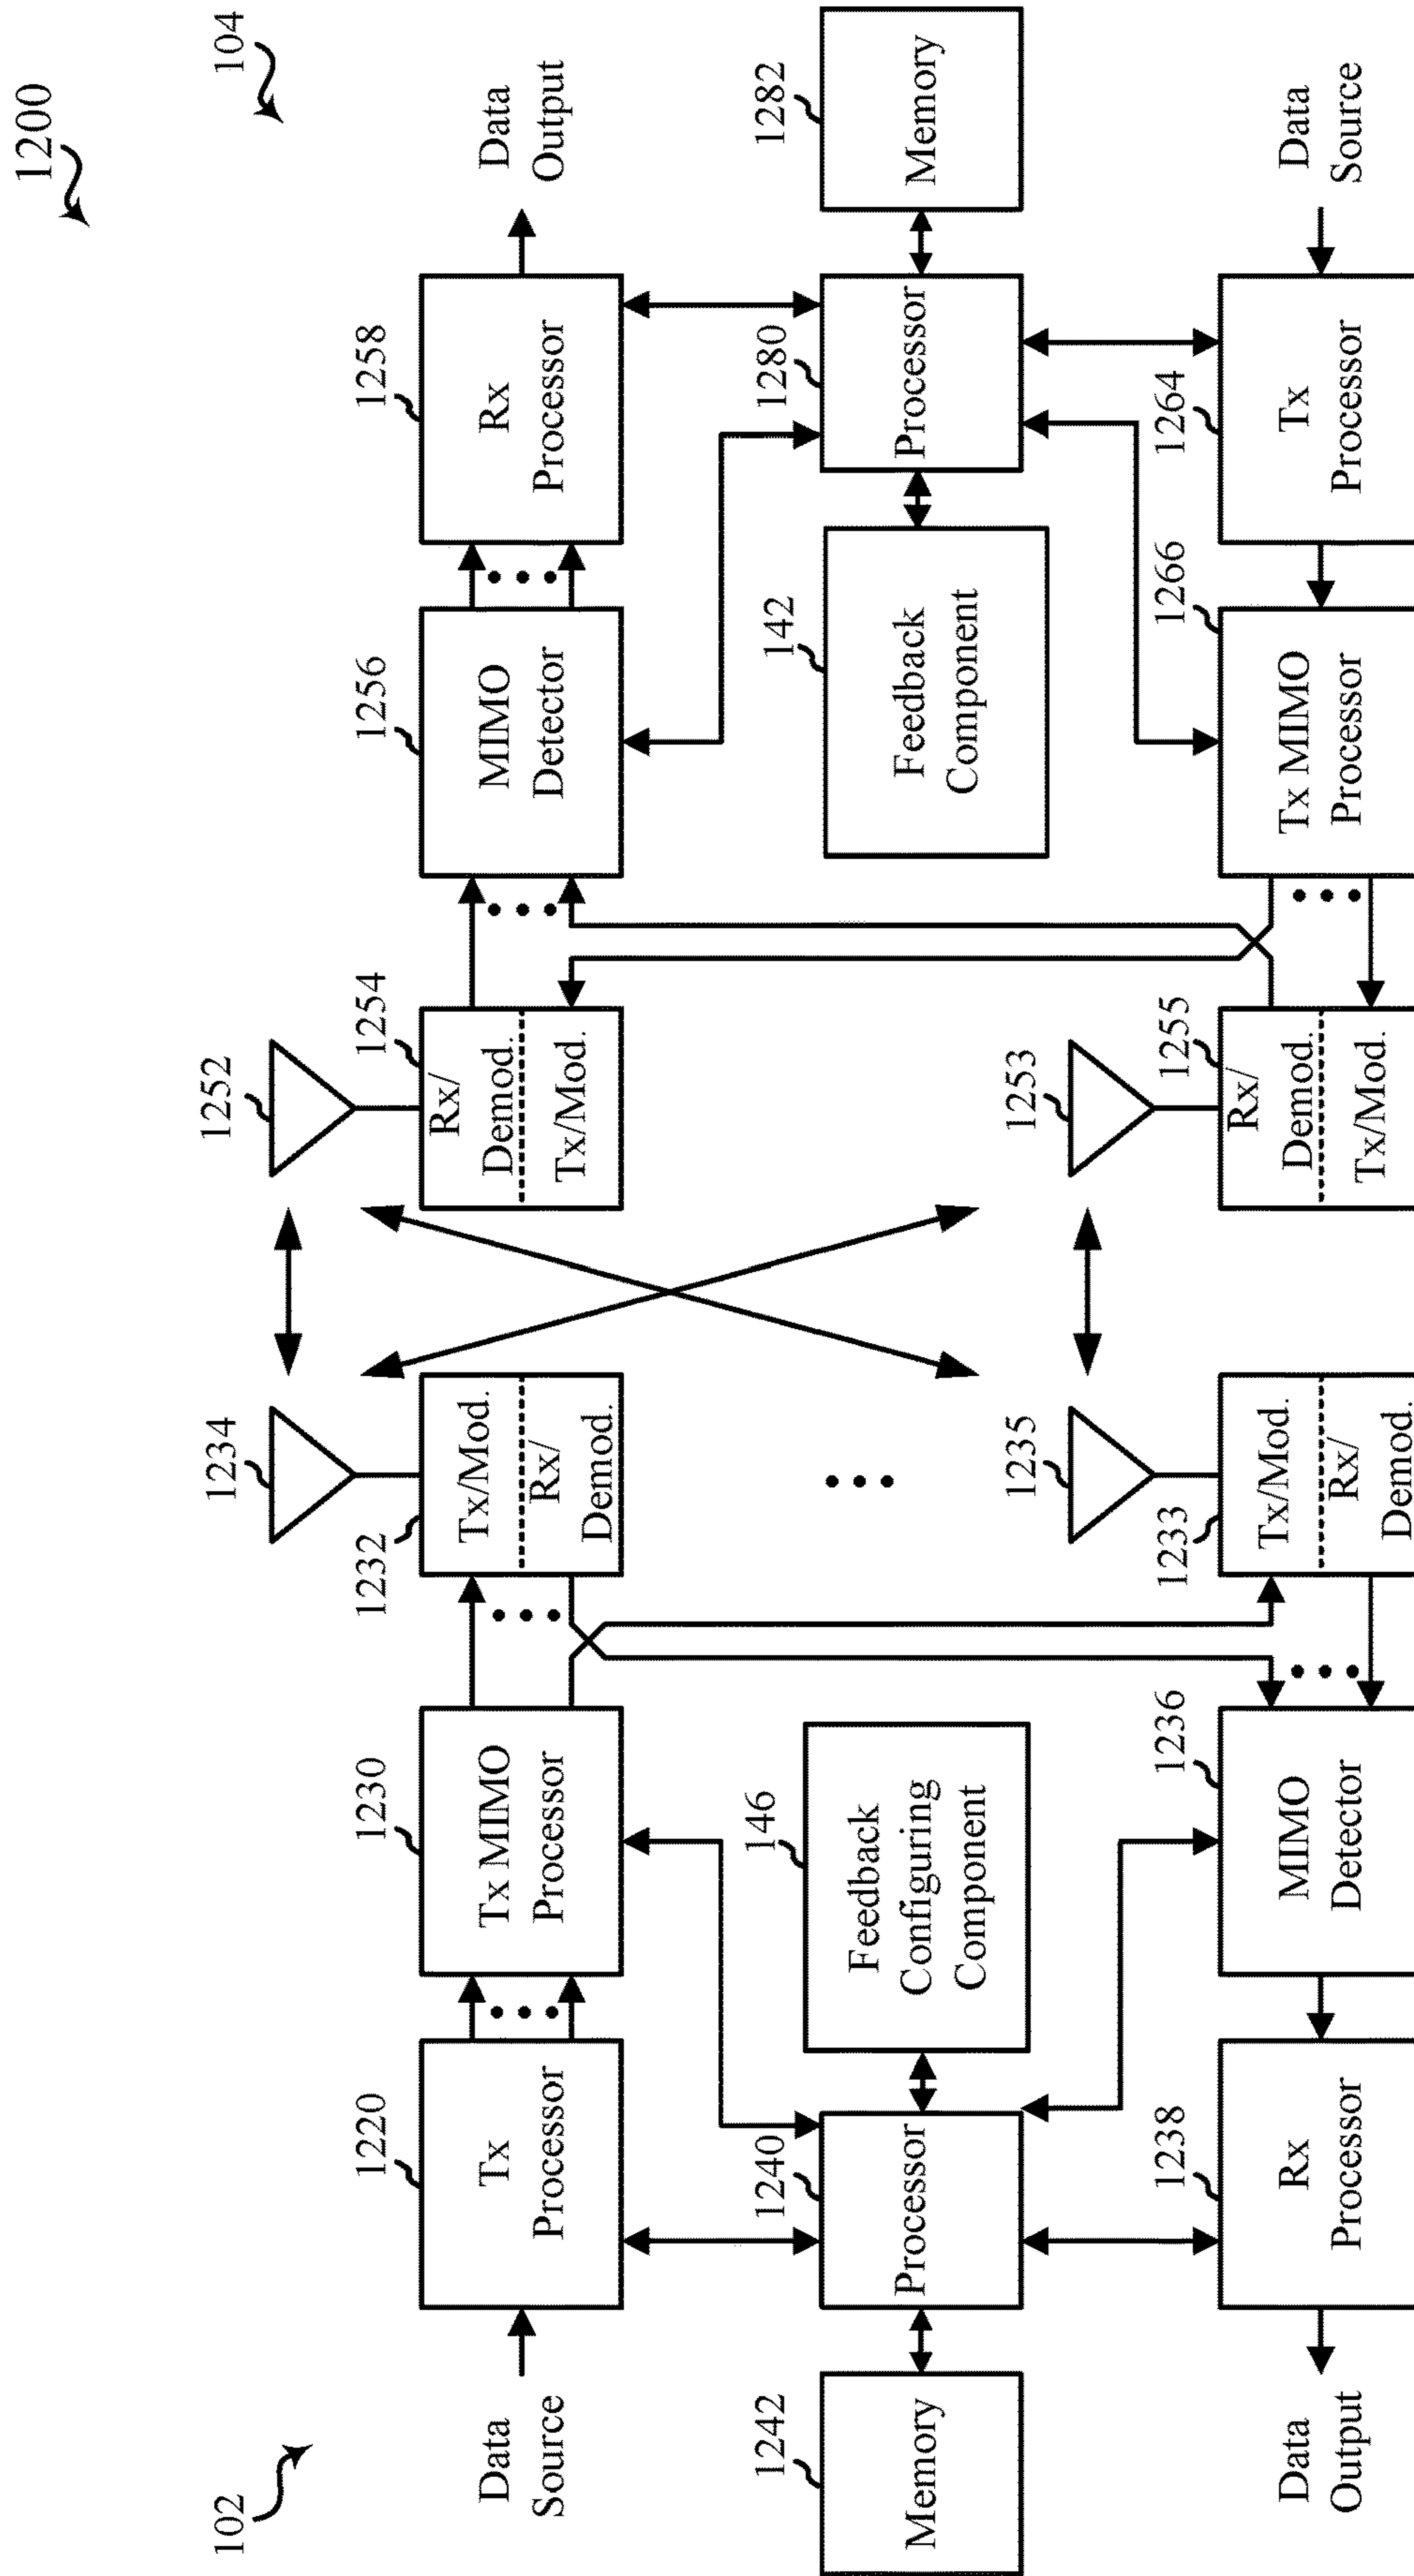 1200
102
104
1234
1252
Data
Source
1220
Tx
Processor
1230
Tx MIMO
Processor
1232
Tx/Mod.
Rx/
Demod.
1254
Rx/
Demod.
Tx/Mod.
1256
MIMO
Detector
1258
Rx
Processor
Data
Output
1242
Memory
1240
Processor
146
Feedback
Configuring
Component
142
Feedback
Component
1280
Processor
1282
Memory
1235
1253
Data
Output
1238
Rx
Processor
1236
MIMO
Detector
1233
Tx/Mod.
Rx/
Demod.
1255
Rx/
Demod.
Tx/Mod.
1266
Tx MIMO
Processor
1264
Tx
Processor
Data
Source